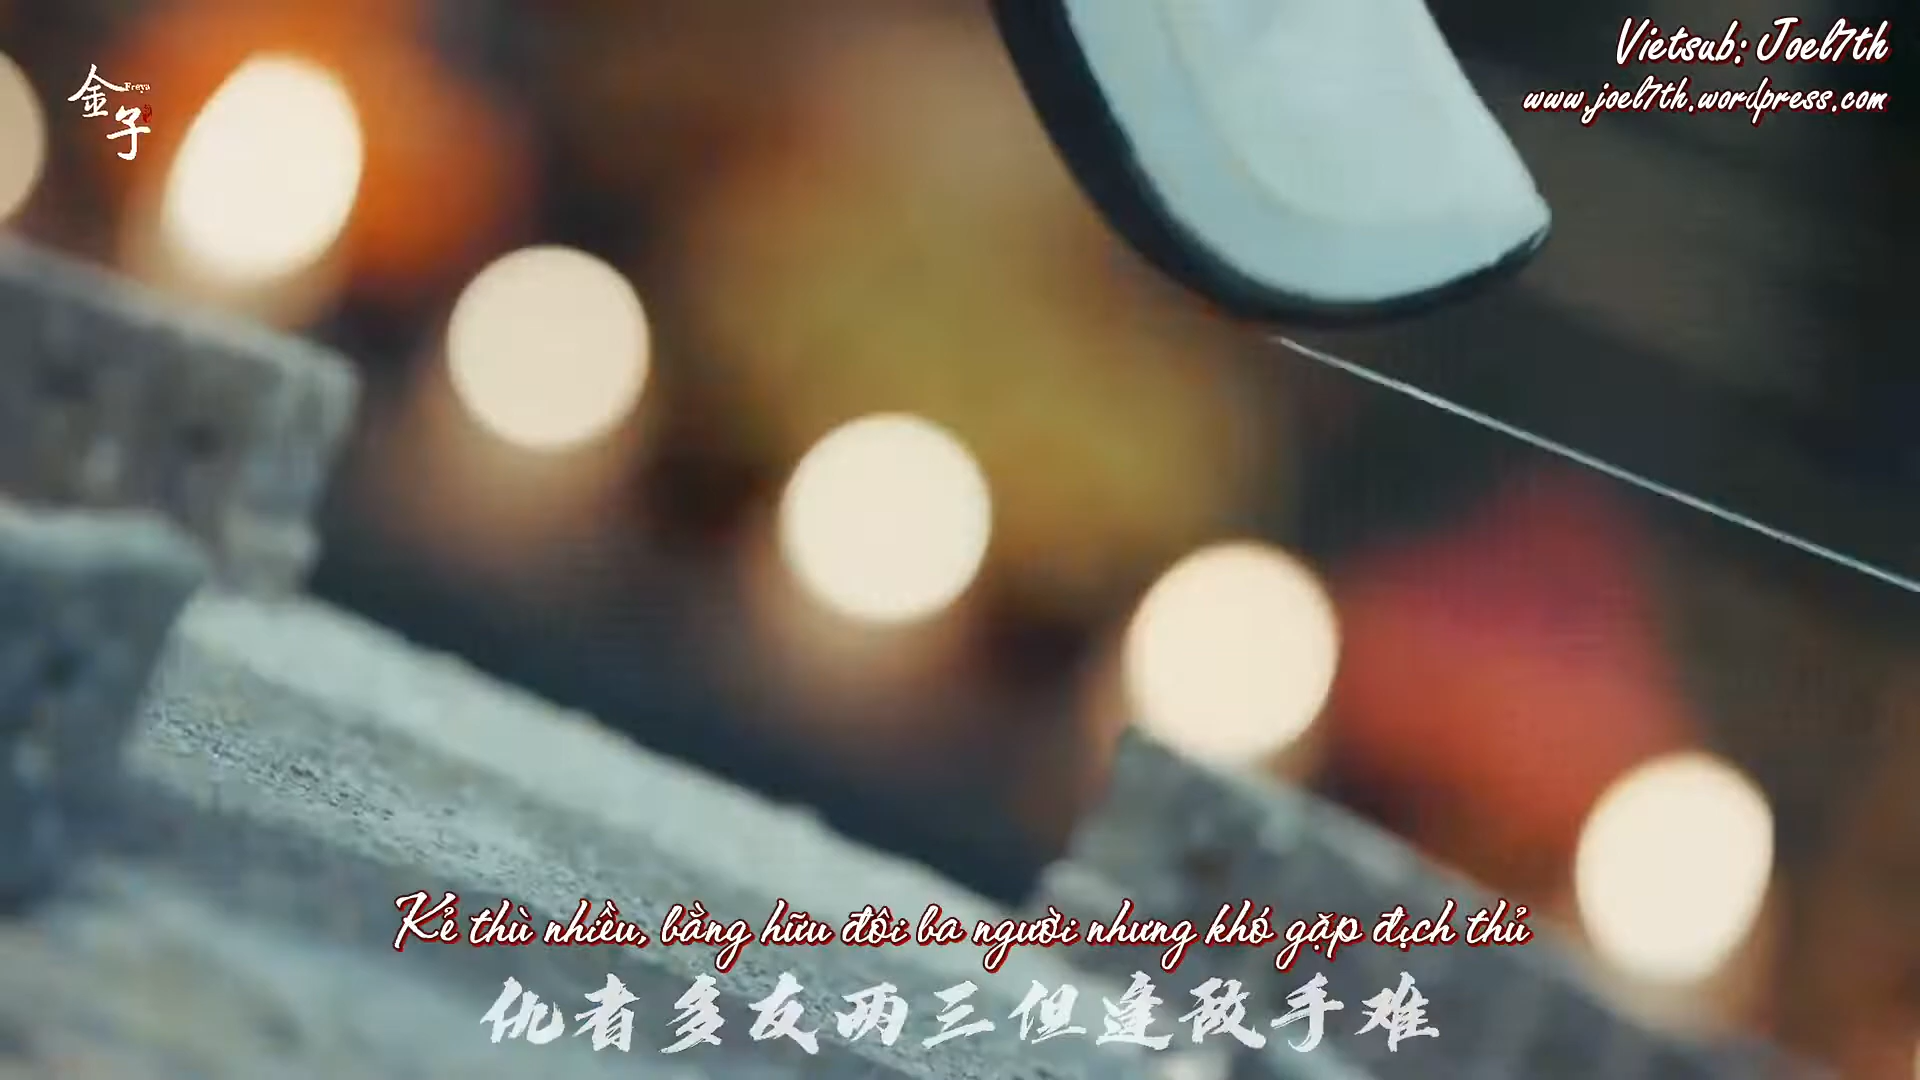 金子
Freya
Vietsub: Joel7th
www.joel7th.wordpress.com
Kẻ thù nhiều, bằng hữu đôi ba người nhưng khó gặp địch thủ
仇者多友两三但逢敌手难